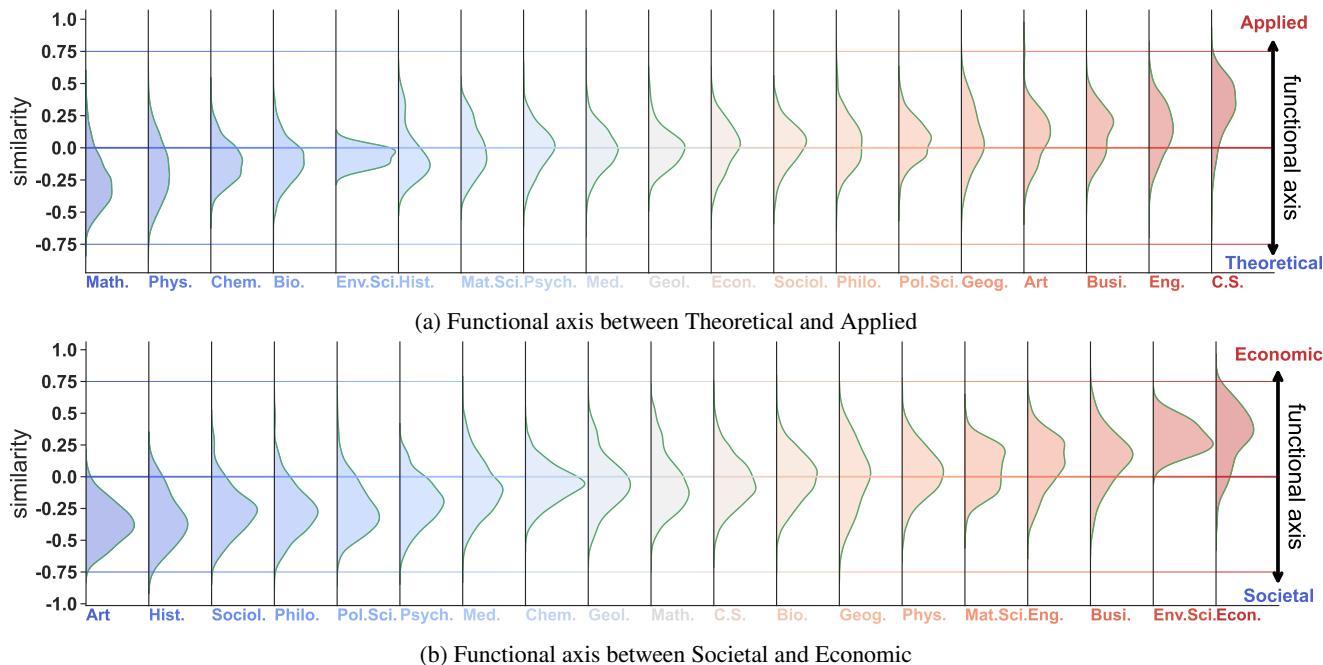 1.0
0.75
0.5
0.25
0.0
-0.25
-0.5
-0.75
similarity
Applied
functional axis
Theoretical
Math. Phys. Chem. Bio. Env.Sci. Hist. Mat.Sci. Psych. Med. Geol. Econ. Sociol. Philo. Pol.Sci. Geog. Art Busi. Eng. C.S.
(a) Functional axis between Theoretical and Applied
1.0
0.75
0.5
0.25
0.0
-0.25
-0.5
-0.75
-1.0
similarity
Economic
functional axis
Societal
Art Hist. Sociol. Philo. Pol.Sci. Psych. Med. Chem. Geol. Math. C.S. Bio. Geog. Phys. Mat.Sci. Eng. Busi. Env.Sci. Econ.
(b) Functional axis between Societal and Economic